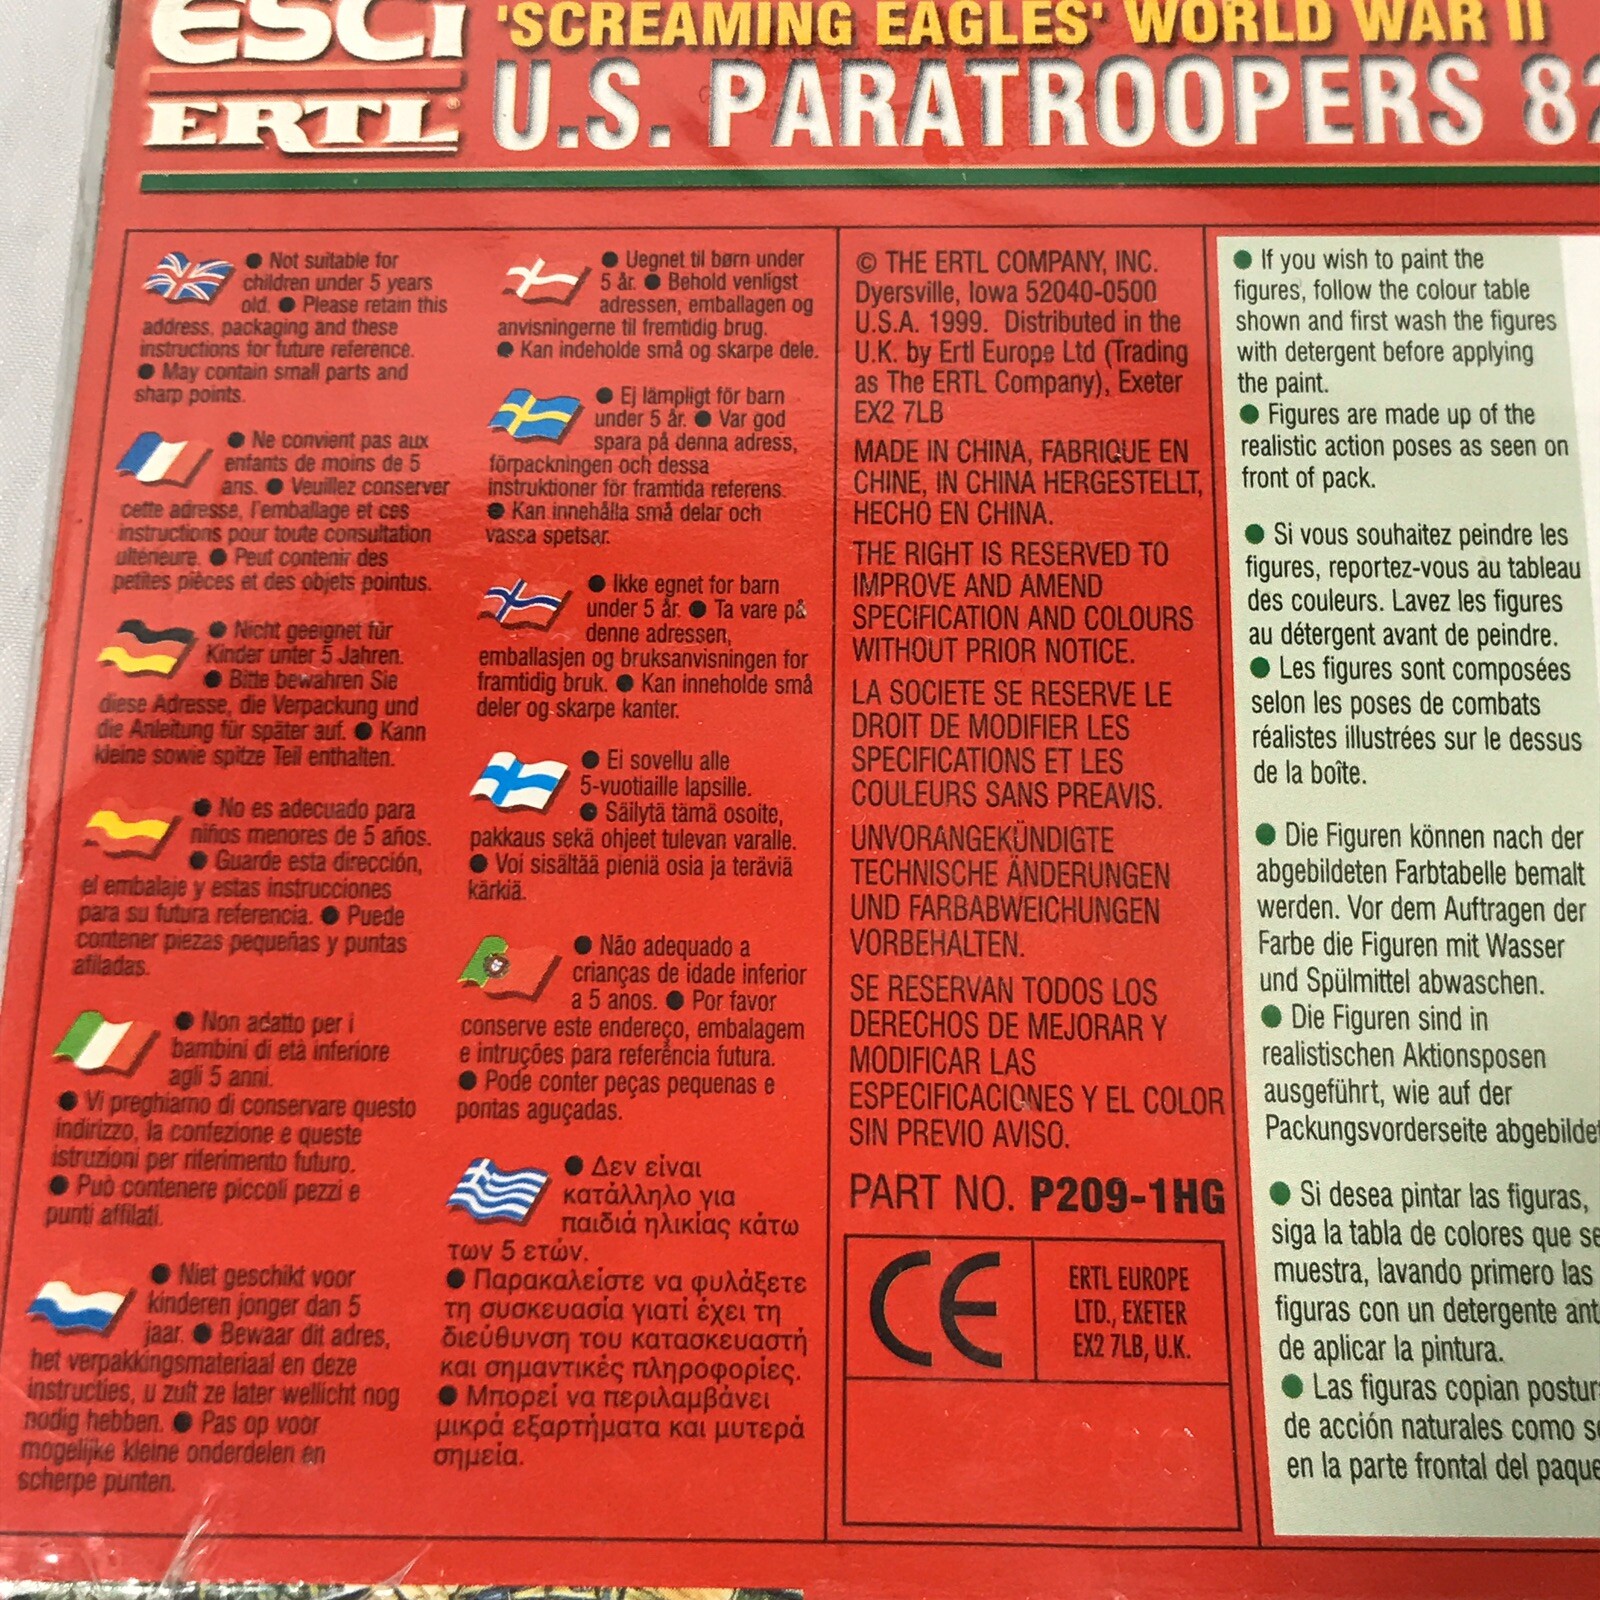 ESCI
ERTL
'SCREAMING EAGLES' WORLD WAR II
U.S. PARATROOPERS 82
● Not suitable for
children under 5 years
old. ● Please retain this
address, packaging and these
instructions for future reference.
● May contain small parts and
sharp points.
● Ne convient pas aux
enfants de moins de 5
ans. ● Veuillez conserver
cette adresse, l'emballage et ces
instructions pour toute consultation
ultérieure. ● Peut contenir des
petites pièces et des objets pointus.
● Nicht geeignet für
Kinder unter 5 Jahren.
● Bitte bewahren Sie
diese Adresse, die Verpackung und
die Anleitung für später auf. ● Kann
kleine sowie spitze Teil enthalten.
● No es adecuado para
niños menores de 5 años.
● Guarde esta dirección,
el embalaje y estas instrucciones
para su futura referencia. ● Puede
contener piezas pequeñas y puntas
afiladas.
● Non adatto per i
bambini di età inferiore
agli 5 anni.
● Vi preghiamo di conservare questo
indirizzo, la confezione e queste
istruzioni per riferimento futuro.
● Può contenere piccoli pezzi e
punti affilati.
● Niet geschikt voor
kinderen jonger dan 5
jaar. ● Bewaar dit adres,
het verpakkingsmateriaal en deze
instructies, u zult ze later wellicht nog
nodig hebben. ● Pas op voor
mogelijke kleine onderdelen en
scherpe punten.
● Uegnet til børn under
5 år. ● Behold venligst
adressen, emballagen og
anvisningerne til fremtidig brug.
● Kan indeholde små og skarpe dele.
● Ej lämpligt för barn
under 5 år. ● Var god
spara på denna adress,
förpackningen och dessa
instruktioner för framtida referens.
● Kan innehålla små delar och
vassa spetsar.
● Ikke egnet for barn
under 5 år. ● Ta vare på
denne adressen,
emballasjen og bruksanvisningen for
framtidig bruk. ● Kan inneholde små
deler og skarpe kanter.
● Ei sovellu alle
5-vuotiaille lapsille.
● Säilytä tämä osoite,
pakkaus sekä ohjeet tulevan varalle.
● Voi sisältää pieniä osia ja teräviä
kärkiä.
● Não adequado a
crianças de idade inferior
a 5 anos. ● Por favor
conserve este endereço, embalagem
e intruções para referência futura.
● Pode conter peças pequenas e
pontas aguçadas.
● Δεν είναι
κατάλληλο για
παιδιά ηλικίας κάτω
των 5 ετών.
● Παρακαλείστε να φυλάξετε
τη συσκευασία γιατί έχει τη
διεύθυνση του κατασκευαστή
και σημαντικές πληροφορίες.
● Μπορεί να περιλαμβάνει
μικρά εξαρτήματα και μυτερά
σημεία.
© THE ERTL COMPANY, INC.
Dyersville, Iowa 52040-0500
U.S.A. 1999. Distributed in the
U.K. by Ertl Europe Ltd (Trading
as The ERTL Company), Exeter
EX2 7LB
MADE IN CHINA, FABRIQUE EN
CHINE, IN CHINA HERGESTELLT,
HECHO EN CHINA.
THE RIGHT IS RESERVED TO
IMPROVE AND AMEND
SPECIFICATION AND COLOURS
WITHOUT PRIOR NOTICE.
LA SOCIETE SE RESERVE LE
DROIT DE MODIFIER LES
SPECIFICATIONS ET LES
COULEURS SANS PREAVIS.
UNVORANGEKÜNDIGTE
TECHNISCHE ÄNDERUNGEN
UND FARBABWEICHUNGEN
VORBEHALTEN.
SE RESERVAN TODOS LOS
DERECHOS DE MEJORAR Y
MODIFICAR LAS
ESPECIFICACIONES Y EL COLOR
SIN PREVIO AVISO.
PART NO. P209-1HG
CE
ERTL EUROPE
LTD., EXETER
EX2 7LB, U.K.
● If you wish to paint the
figures, follow the colour table
shown and first wash the figures
with detergent before applying
the paint.
● Figures are made up of the
realistic action poses as seen on
front of pack.
● Si vous souhaitez peindre les
figures, reportez-vous au tableau
des couleurs. Lavez les figures
au détergent avant de peindre.
● Les figures sont composées
selon les poses de combats
réalistes illustrées sur le dessus
de la boîte.
● Die Figuren können nach der
abgebildeten Farbtabelle bemalt
werden. Vor dem Auftragen der
Farbe die Figuren mit Wasser
und Spülmittel abwaschen.
● Die Figuren sind in
realistischen Aktionsposen
ausgeführt, wie auf der
Packungsvorderseite abgebildet
● Si desea pintar las figuras,
siga la tabla de colores que se
muestra, lavando primero las
figuras con un detergente ant
de aplicar la pintura.
● Las figuras copian postur
de acción naturales como s
en la parte frontal del paque